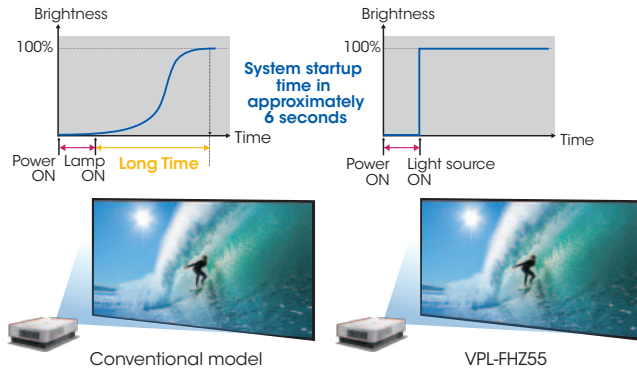 Brightness
100%
Time
Power ON
Lamp ON
Long Time
System startup
time in
approximately
6 seconds
Brightness
100%
Time
Power ON
Light source ON
Conventional model
VPL-FHZ55